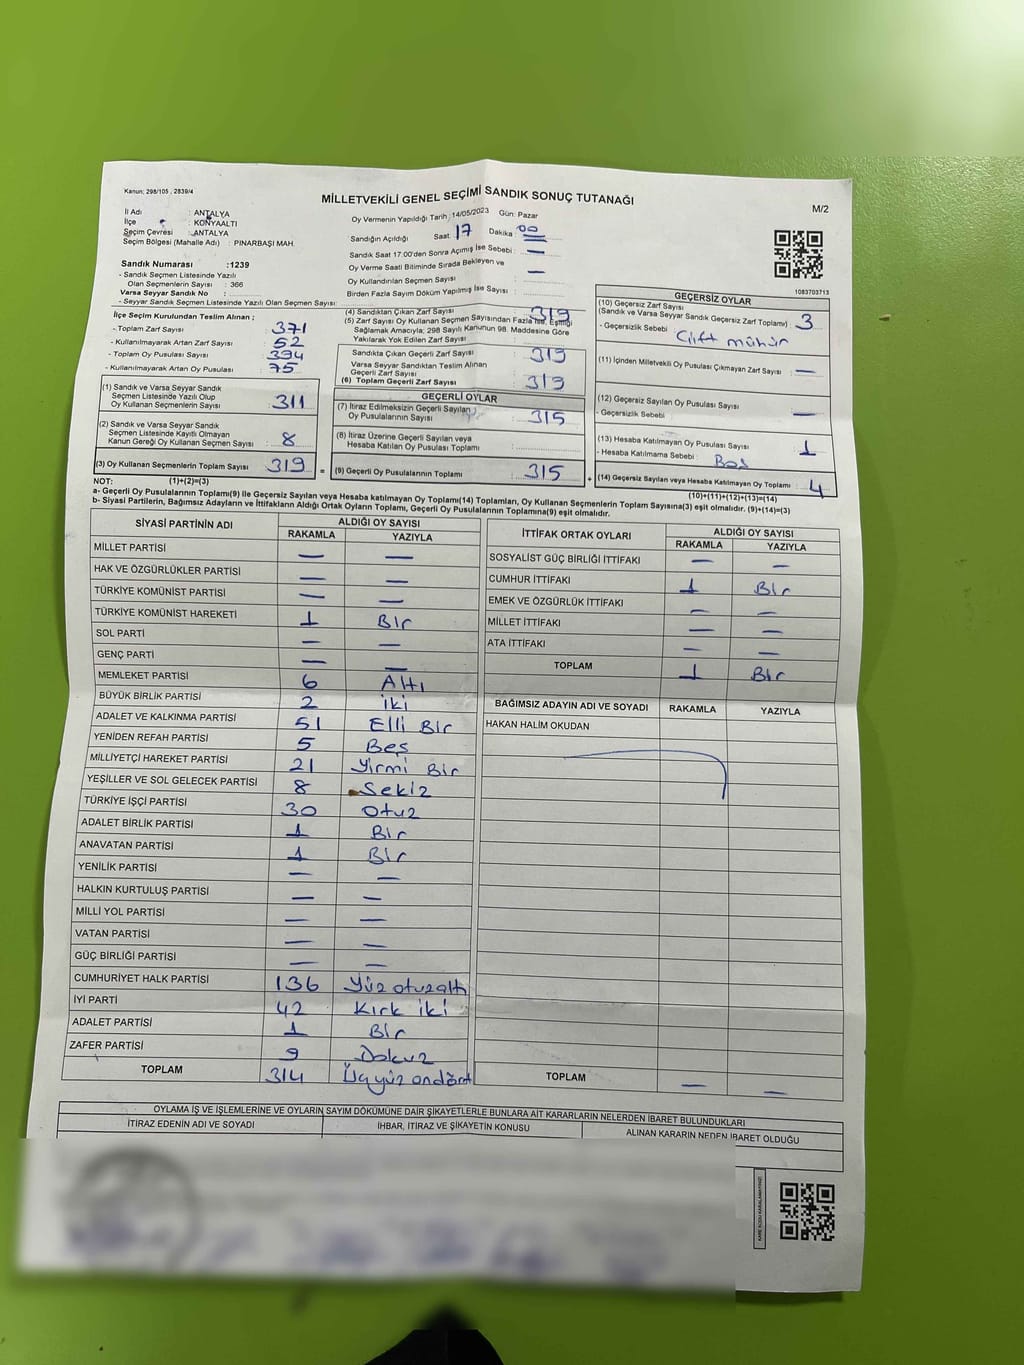 Kanun; 298/105 , 2839/4
MİLLETVEKİLİ GENEL SEÇİMİ SANDIK SONUÇ TUTANAĞI
M/2
İl Adı : ANTALYA
İlçe : KONYAALTI
Seçim Çevresi : ANTALYA
Seçim Bölgesi (Mahalle Adı) : PINARBAŞI MAH.
Oy Vermenin Yapıldığı Tarih; 14/05/2023 Gün: Pazar
Sandığın Açıldığı Saat 17 Dakika 00
Sandık Saat 17.00'den Sonra Açımış İse Sebebi : —
Oy Verme Saati Bitiminde Sırada Bekleyen ve
Oy Kullandırılan Seçmen Sayısı : —
Birden Fazla Sayım Döküm Yapılmış İse Sayısı :
1083703713
Sandık Numarası :1239
- Sandık Seçmen Listesinde Yazılı
Olan Seçmenlerin Sayısı : 366
Varsa Seyyar Sandık No :
- Seyyar Sandık Seçmen Listesinde Yazılı Olan Seçmen Sayısı:
İlçe Seçim Kurulundan Teslim Alınan ;
- Toplam Zarf Sayısı : 371
- Kullanılmayarak Artan Zarf Sayısı : 52
- Toplam Oy Pusulası Sayısı : 394
- Kullanılmayarak Artan Oy Pusulası : 75
(1) Sandık ve Varsa Seyyar Sandık
Seçmen Listesinde Yazılı Olup
Oy Kullanan Seçmenlerin Sayısı : 311
(2) Sandık ve Varsa Seyyar Sandık
Seçmen Listesinde Kayıtlı Olmayan
Kanun Gereği Oy Kullanan Seçmen Sayısı : 8
(3) Oy Kullanan Seçmenlerin Toplam Sayısı : 319 =
(1)+(2)=(3)
(4) Sandıktan Çıkan Zarf Sayısı : 319
(5) Zarf Sayısı Oy Kullanan Seçmen Sayısından Fazla İse, Eşitliği
Sağlamak Amacıyla; 298 Sayılı Kanunun 98. Maddesine Göre
Yakılarak Yok Edilen Zarf Sayısı :
Sandıkta Çıkan Geçerli Zarf Sayısı : 319
Varsa Seyyar Sandıktan Teslim Alınan
Geçerli Zarf Sayısı :
(6) Toplam Geçerli Zarf Sayısı : 319
GEÇERLİ OYLAR
(7) İtiraz Edilmeksizin Geçerli Sayılan
Oy Pusulalarının Sayısı : 315
(8) İtiraz Üzerine Geçerli Sayılan veya
Hesaba Katılan Oy Pusulası Toplamı :
(9) Geçerli Oy Pusulalarının Toplamı : 315 +
GEÇERSİZ OYLAR
(10) Geçersiz Zarf Sayısı
(Sandık ve Varsa Seyyar Sandık Geçersiz Zarf Toplamı) : 3
- Geçersizlik Sebebi : Çift mühür
(11) İçinden Milletvekili Oy Pusulası Çıkmayan Zarf Sayısı : —
(12) Geçersiz Sayılan Oy Pusulası Sayısı : —
- Geçersizlik Sebebi :
(13) Hesaba Katılmayan Oy Pusulası Sayısı : 1
- Hesaba Katılmama Sebebi : Boş
(14) Geçersiz Sayılan veya Hesaba Katılmayan Oy Toplamı : 4
(10)+(11)+(12)+(13)=(14)
NOT:
a- Geçerli Oy Pusulalarının Toplamı(9) İle Geçersiz Sayılan veya Hesaba katılmayan Oy Toplamı(14) Toplamları, Oy Kullanan Seçmenlerin Toplam Sayısına(3) eşit olmalıdır. (9)+(14)=(3)
b- Siyasi Partilerin, Bağımsız Adayların ve İttifakların Aldığı Ortak Oyların Toplamı, Geçerli Oy Pusulalarının Toplamına(9) eşit olmalıdır.
SİYASİ PARTİNİN ADI ALDIĞI OY SAYISI
RAKAMLA YAZIYLA
MİLLET PARTİSİ — —
HAK VE ÖZGÜRLÜKLER PARTİSİ — —
TÜRKİYE KOMÜNİST PARTİSİ — —
TÜRKİYE KOMÜNİST HAREKETİ 1 Bir
SOL PARTİ — —
GENÇ PARTİ — —
MEMLEKET PARTİSİ 6 Altı
BÜYÜK BİRLİK PARTİSİ 2 iki
ADALET VE KALKINMA PARTİSİ 51 Elli Bir
YENİDEN REFAH PARTİSİ 5 Beş
MİLLİYETÇİ HAREKET PARTİSİ 21 Yirmi Bir
YEŞİLLER VE SOL GELECEK PARTİSİ 8 Sekiz
TÜRKİYE İŞÇİ PARTİSİ 30 Otuz
ADALET BİRLİK PARTİSİ 1 Bir
ANAVATAN PARTİSİ 1 Bir
YENİLİK PARTİSİ — —
HALKIN KURTULUŞ PARTİSİ — —
MİLLİ YOL PARTİSİ — —
VATAN PARTİSİ — —
GÜÇ BİRLİĞİ PARTİSİ — —
CUMHURİYET HALK PARTİSİ 136 Yüz otuzaltı
İYİ PARTİ 42 Kırk iki
ADALET PARTİSİ 1 Bir
ZAFER PARTİSİ 9 Dokuz
TOPLAM 314 Üçyüz ondört
İTTİFAK ORTAK OYLARI ALDIĞI OY SAYISI
RAKAMLA YAZIYLA
SOSYALİST GÜÇ BİRLİĞİ İTTİFAKI — —
CUMHUR İTTİFAKI 1 Bir
EMEK VE ÖZGÜRLÜK İTTİFAKI — —
MİLLET İTTİFAKI — —
ATA İTTİFAKI — —
TOPLAM 1 Bir
BAĞIMSIZ ADAYIN ADI VE SOYADI RAKAMLA YAZIYLA
HAKAN HALİM OKUDAN
TOPLAM — —
OYLAMA İŞ VE İŞLEMLERİNE VE OYLARIN SAYIM DÖKÜMÜNE DAİR ŞİKAYETLERLE BUNLARA AİT KARARLARIN NELERDEN İBARET BULUNDUKLARI
İTİRAZ EDENİN ADI VE SOYADI İHBAR, İTİRAZ VE ŞİKAYETİN KONUSU ALINAN KARARIN NEDEN İBARET OLDUĞU
KARE KODU KARALAMAYINIZ!